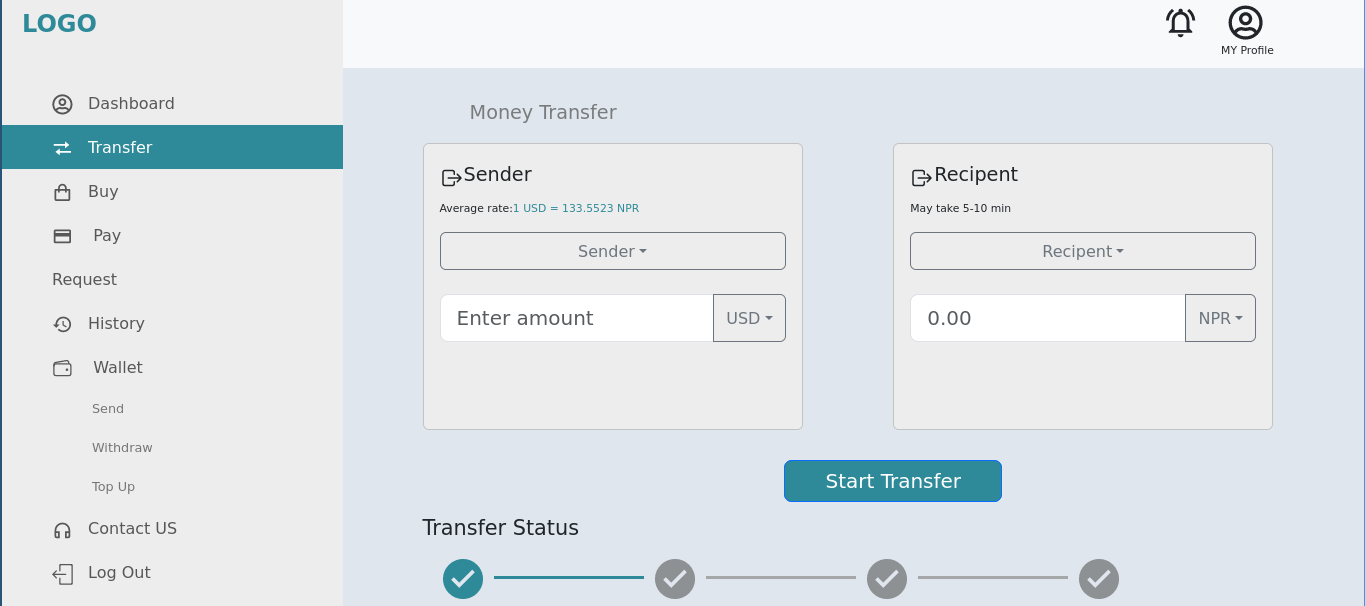 LOGO
MY Profile
Dashboard
Transfer
Buy
Pay
Request
History
Wallet
Send
Withdraw
Top Up
Contact US
Log Out
Money Transfer
Sender
Average rate:1 USD = 133.5523 NPR
Sender
Enter amount USD
Recipent
May take 5-10 min
Recipent
0.00 NPR
Start Transfer
Transfer Status